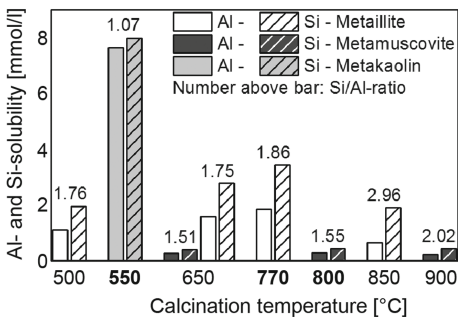 Al- and Si-solubility [mmol/l]
8
6
4
2
0
Al - Si - Metaillite
Al - Si - Metamuscovite
Al - Si - Metakaolin
Number above bar: Si/Al-ratio
1.76
1.07
1.51
1.75
1.86
1.55
2.96
2.02
500 550 650 770 800 850 900
Calcination temperature [°C]